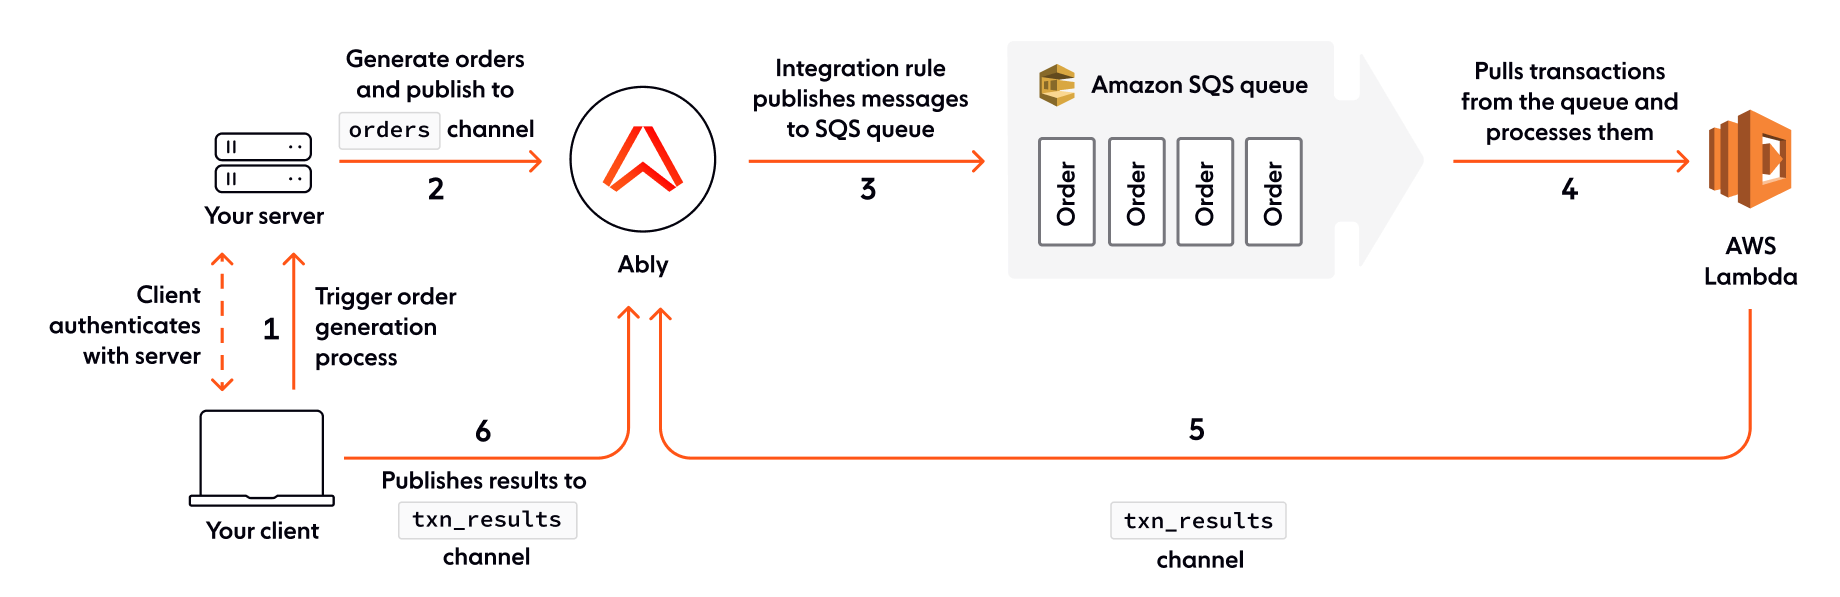 Generate orders
and publish to
orders channel
2
Your server
Client
authenticates
with server
1
Trigger order
generation
process
Your client
Ably
Integration rule
publishes messages
to SQS queue
3
Amazon SQS queue
Order
Order
Order
Order
Pulls transactions
from the queue and
processes them
4
AWS
Lambda
6
Publishes results to
txn_results
channel
5
txn_results
channel